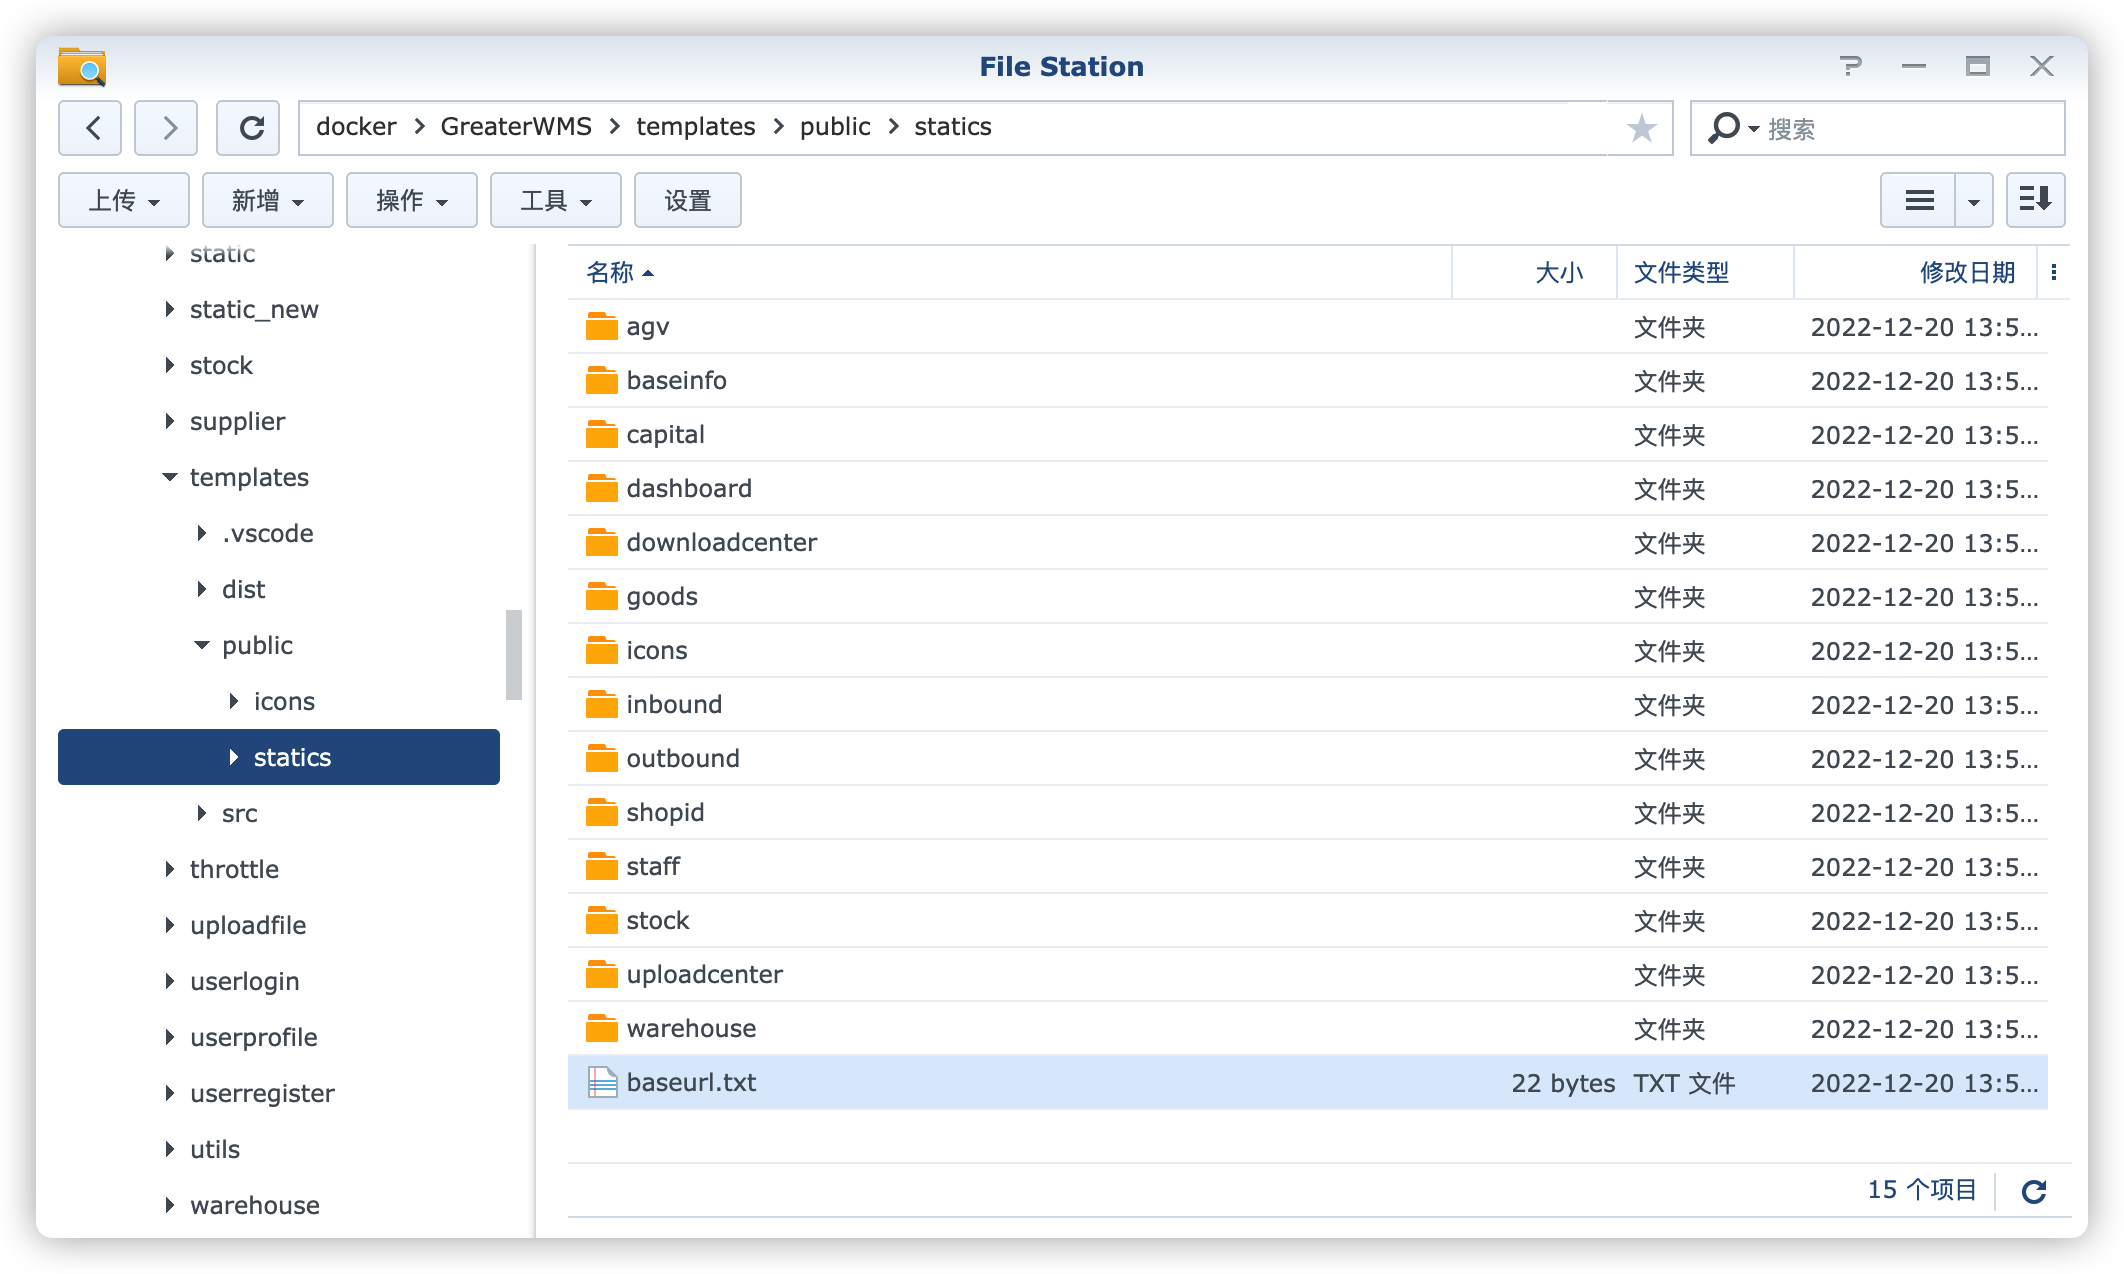 File Station
docker GreaterWMS templates public statics
搜索
上传 新增 操作 工具 设置
static
static_new
stock
supplier
templates
.vscode
dist
public
icons
statics
src
throttle
uploadfile
userlogin
userprofile
userregister
utils
warehouse
名称 大小 文件类型 修改日期
agv 文件夹 2022-12-20 13:5...
baseinfo 文件夹 2022-12-20 13:5...
capital 文件夹 2022-12-20 13:5...
dashboard 文件夹 2022-12-20 13:5...
downloadcenter 文件夹 2022-12-20 13:5...
goods 文件夹 2022-12-20 13:5...
icons 文件夹 2022-12-20 13:5...
inbound 文件夹 2022-12-20 13:5...
outbound 文件夹 2022-12-20 13:5...
shopid 文件夹 2022-12-20 13:5...
staff 文件夹 2022-12-20 13:5...
stock 文件夹 2022-12-20 13:5...
uploadcenter 文件夹 2022-12-20 13:5...
warehouse 文件夹 2022-12-20 13:5...
baseurl.txt 22 bytes TXT 文件 2022-12-20 13:5...
15 个项目